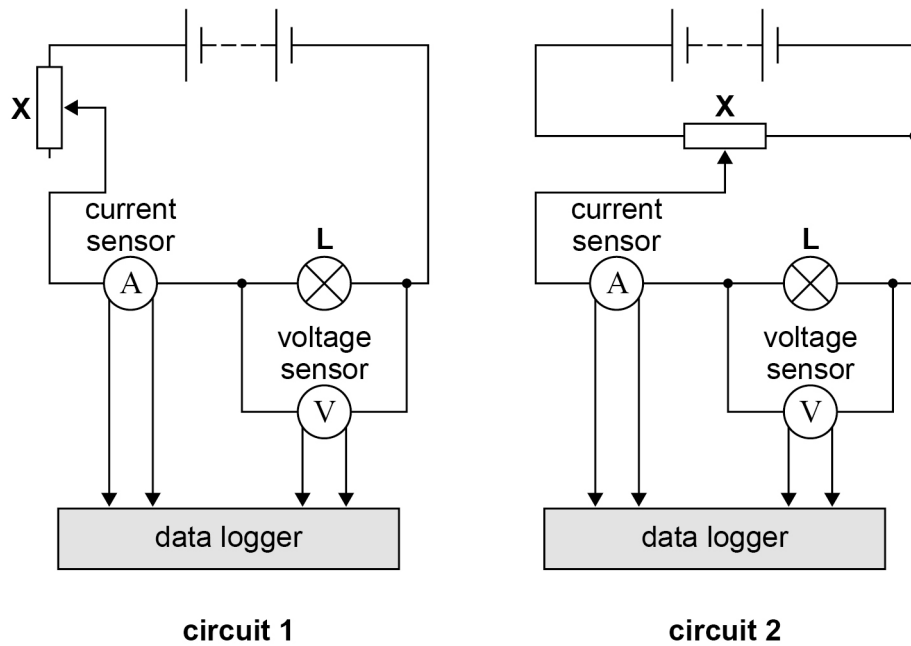 X
current
sensor
A
L
voltage
sensor
V
data logger
circuit 1
X
current
sensor
A
L
voltage
sensor
V
data logger
circuit 2